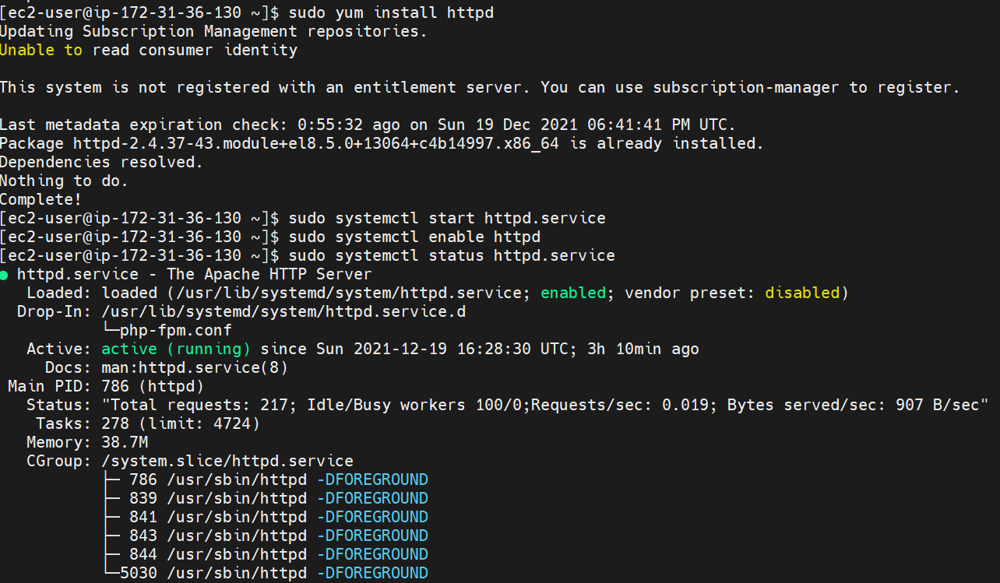 [ec2-user@ip-172-31-36-130 ~]$ sudo yum install httpd
Updating Subscription Management repositories.
Unable to read consumer identity
This system is not registered with an entitlement server. You can use subscription-manager to register.
Last metadata expiration check: 0:55:32 ago on Sun 19 Dec 2021 06:41:41 PM UTC.
Package httpd-2.4.37-43.module+el8.5.0+13064+c4b14997.x86_64 is already installed.
Dependencies resolved.
Nothing to do.
Complete!
[ec2-user@ip-172-31-36-130 ~]$ sudo systemctl start httpd.service
[ec2-user@ip-172-31-36-130 ~]$ sudo systemctl enable httpd
[ec2-user@ip-172-31-36-130 ~]$ sudo systemctl status httpd.service
● httpd.service - The Apache HTTP Server
   Loaded: loaded (/usr/lib/systemd/system/httpd.service; enabled; vendor preset: disabled)
  Drop-In: /usr/lib/systemd/system/httpd.service.d
           └─php-fpm.conf
   Active: active (running) since Sun 2021-12-19 16:28:30 UTC; 3h 10min ago
     Docs: man:httpd.service(8)
 Main PID: 786 (httpd)
   Status: "Total requests: 217; Idle/Busy workers 100/0;Requests/sec: 0.019; Bytes served/sec: 907 B/sec"
    Tasks: 278 (limit: 4724)
   Memory: 38.7M
   CGroup: /system.slice/httpd.service
           ├─ 786 /usr/sbin/httpd -DFOREGROUND
           ├─ 839 /usr/sbin/httpd -DFOREGROUND
           ├─ 841 /usr/sbin/httpd -DFOREGROUND
           ├─ 843 /usr/sbin/httpd -DFOREGROUND
           ├─ 844 /usr/sbin/httpd -DFOREGROUND
           └─5030 /usr/sbin/httpd -DFOREGROUND